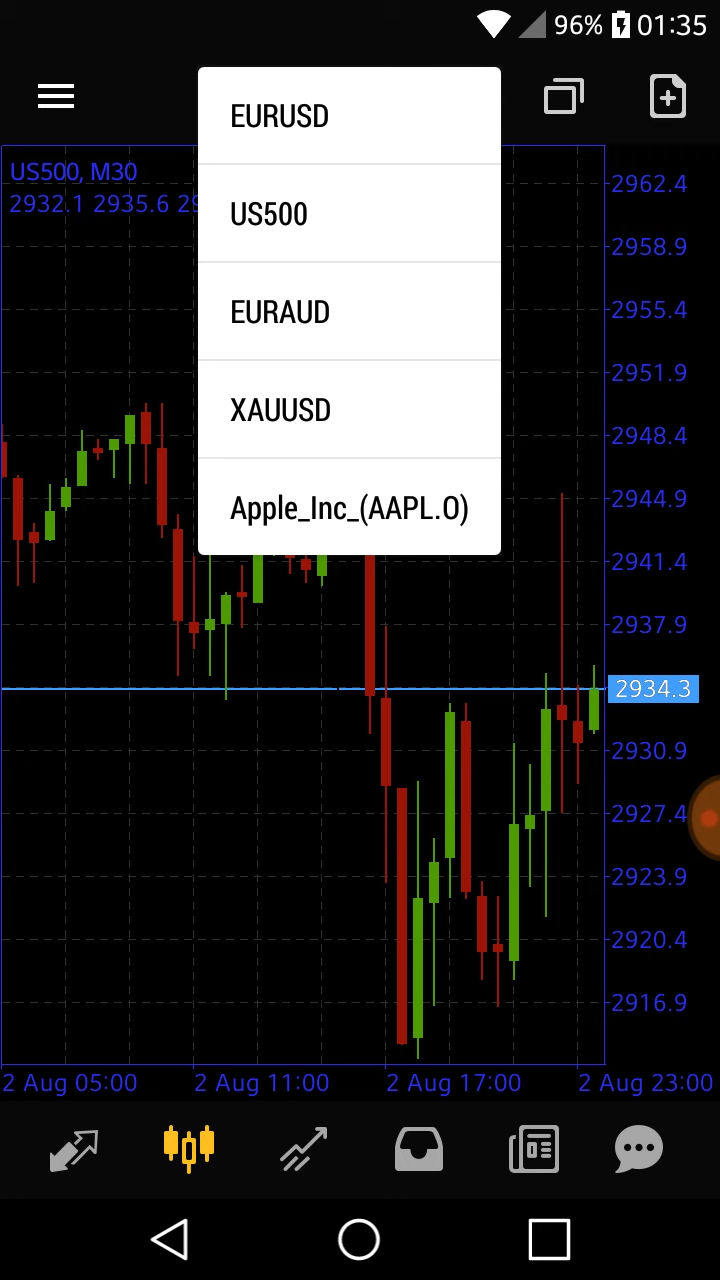 96% 01:35
EURUSD
US500
EURAUD
XAUUSD
Apple_Inc_(AAPL.O)
US500, M30
2932.1 2935.6 29
2962.4
2958.9
2955.4
2951.9
2948.4
2944.9
2941.4
2937.9
2934.3
2930.9
2927.4
2923.9
2920.4
2916.9
2 Aug 05:00 2 Aug 11:00 2 Aug 17:00 2 Aug 23:00